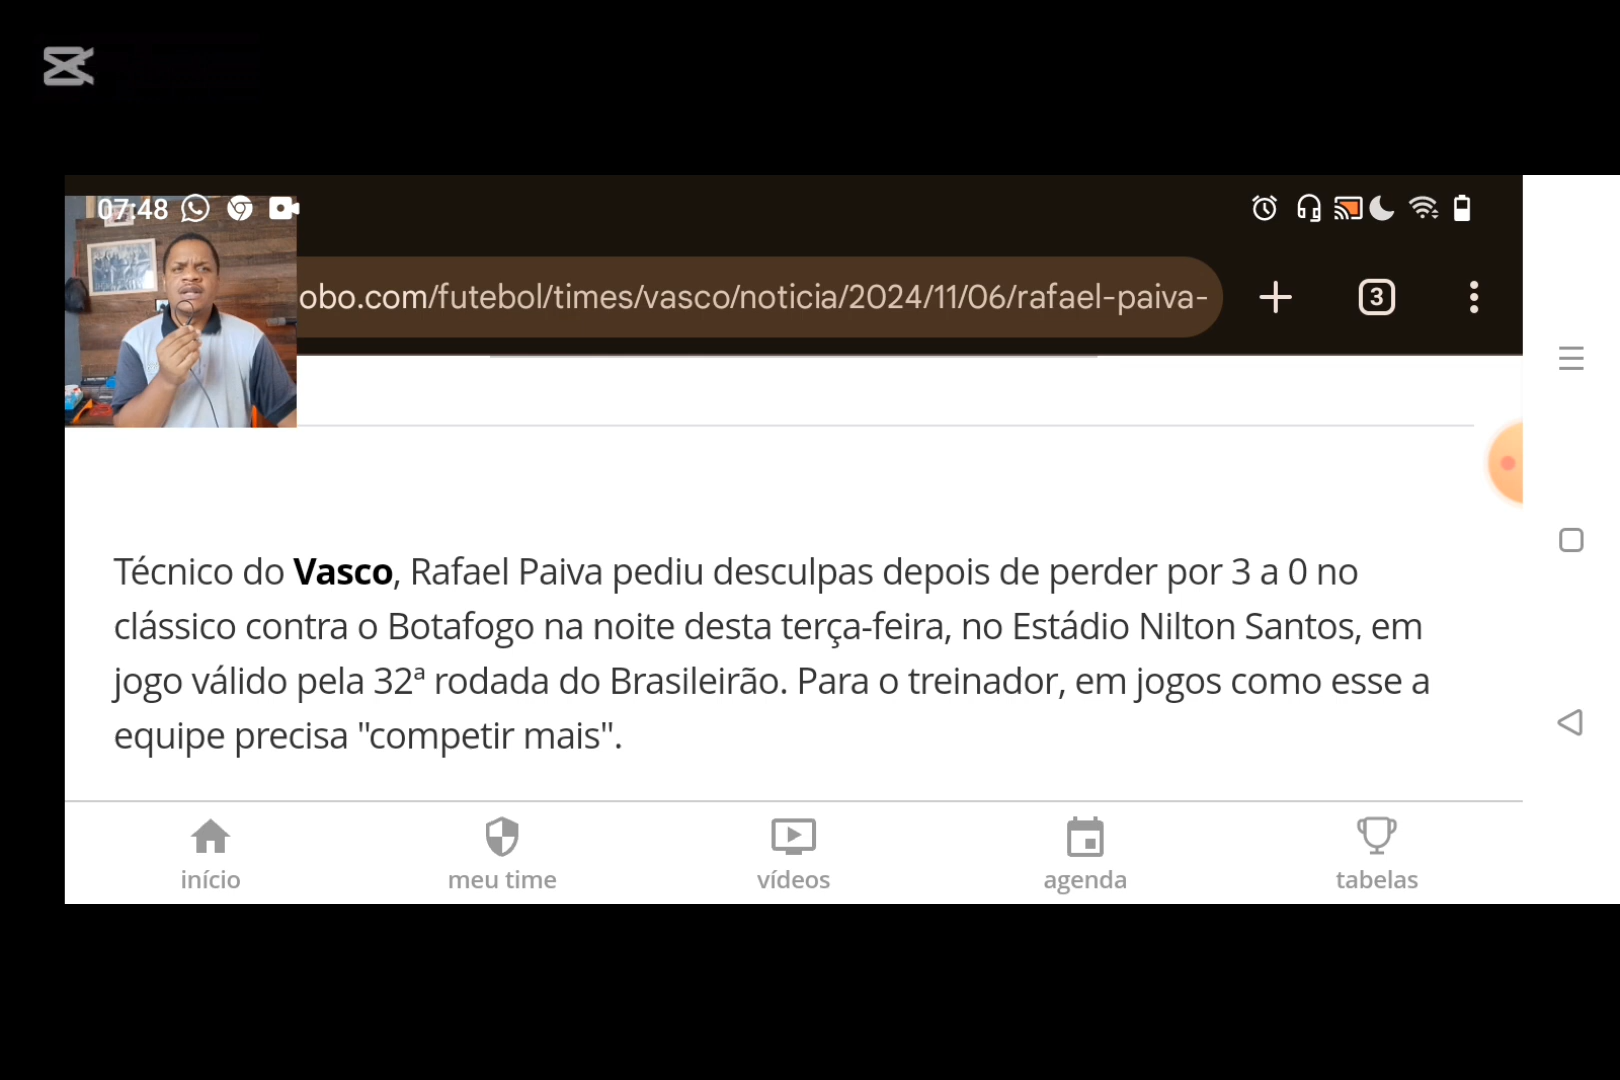 07:48
obo.com/futebol/times/vasco/noticia/2024/11/06/rafael-paiva-
3
Técnico do Vasco, Rafael Paiva pediu desculpas depois de perder por 3 a 0 no
clássico contra o Botafogo na noite desta terça-feira, no Estádio Nilton Santos, em
jogo válido pela 32ª rodada do Brasileirão. Para o treinador, em jogos como esse a
equipe precisa "competir mais".
início
meu time
vídeos
agenda
tabelas